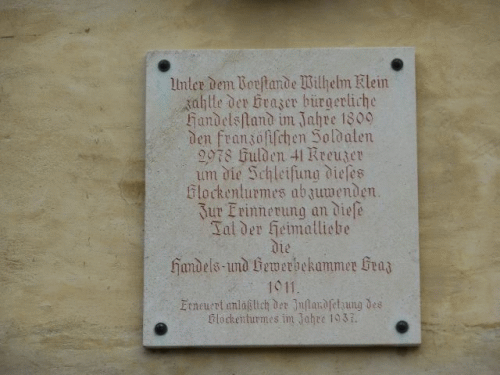 Unter dem Vorstande Wilhelm Klein
zahlte der Grazer bürgerliche
Handelsstand im Jahre 1809
den französischen Soldaten
2978 Gulden 41 Kreuzer
um die Schleifung dieses
Glockenturmes abzuwenden.
Zur Erinnerung an diese
Tat der Heimatliebe
die
Handels-und Gewerbekammer Graz
1911.
Erneuert anläßlich der Instandsetzung des
Glockenturmes im Jahre 1937.